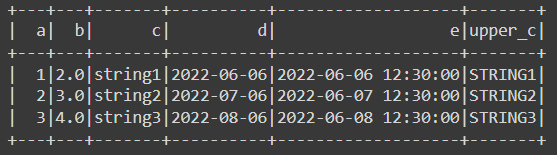 +---+---+-------+----------+-------------------+-------+
|  a|  b|      c|         d|                  e|upper_c|
+---+---+-------+----------+-------------------+-------+
|  1|2.0|string1|2022-06-06|2022-06-06 12:30:00|STRING1|
|  2|3.0|string2|2022-07-06|2022-06-07 12:30:00|STRING2|
|  3|4.0|string3|2022-08-06|2022-06-08 12:30:00|STRING3|
+---+---+-------+----------+-------------------+-------+